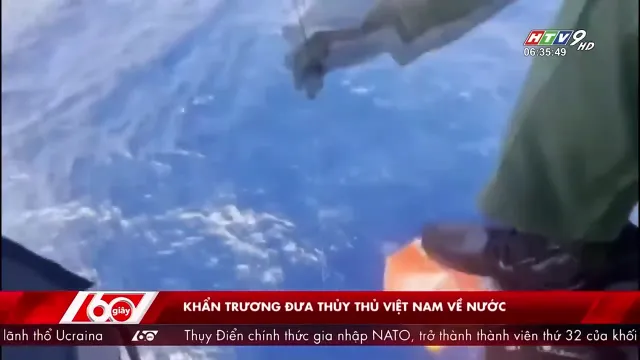 HTV9 HD
06:35:49
60 giây
KHẨN TRƯƠNG ĐƯA THỦY THỦ VIỆT NAM VỀ NƯỚC
lãnh thổ Ucraina 60 giây Thụy Điển chính thức gia nhập NATO, trở thành thành viên thứ 32 của khối